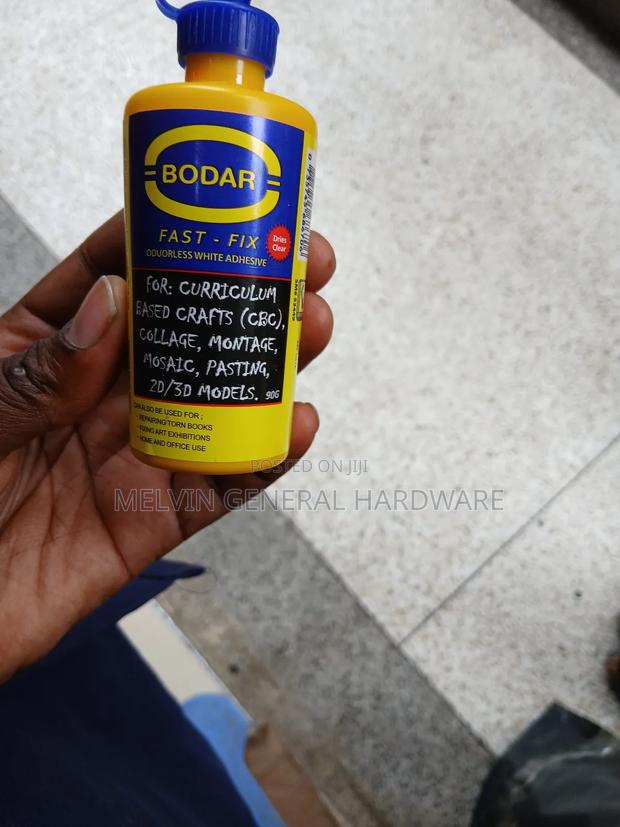 BODAR
FAST - FIX
Dries
Clear
ODUORLESS WHITE ADHESIVE
FOR: CURRICULUM
BASED CRAFTS (CBC),
COLLAGE, MONTAGE,
MOSAIC, PASTING,
2D/3D MODELS. 90G
CAN ALSO BE USED FOR ;
- REPAIRING TORN BOOKS
- FIXING ART EXHIBITIONS
- HOME AND OFFICE USE
POSTED ON JIJI
MELVIN GENERAL HARDWARE